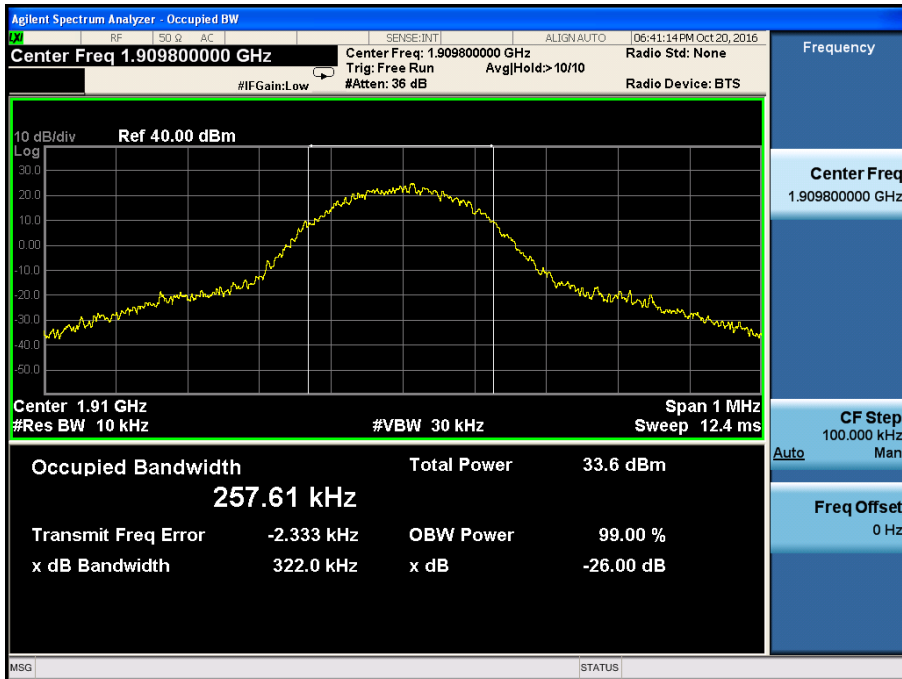 Agilent Spectrum Analyzer - Occupied BW
LXI RF 50 Ω AC SENSE:INT ALIGN AUTO 06:41:14 PM Oct 20, 2016
Center Freq 1.909800000 GHz Center Freq: 1.909800000 GHz Radio Std: None
Trig: Free Run Avg|Hold:>10/10
#IFGain:Low #Atten: 36 dB Radio Device: BTS
Frequency
10 dB/div Ref 40.00 dBm
Log
30.0
20.0
10.0
0.00
-10.0
-20.0
-30.0
-40.0
-50.0
Center Freq
1.909800000 GHz
Center 1.91 GHz Span 1 MHz
#Res BW 10 kHz #VBW 30 kHz Sweep 12.4 ms
CF Step
100.000 kHz
Auto Man
Occupied Bandwidth Total Power 33.6 dBm
257.61 kHz
Transmit Freq Error -2.333 kHz OBW Power 99.00 %
x dB Bandwidth 322.0 kHz x dB -26.00 dB
Freq Offset
0 Hz
MSG STATUS